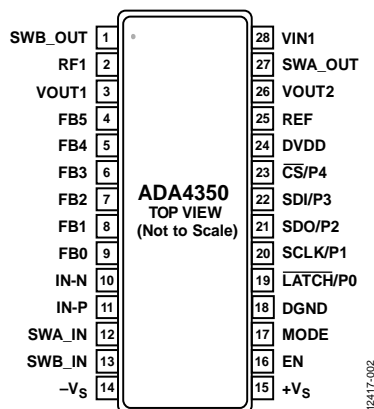 SWB_OUT 1 28 VIN1
RF1 2 27 SWA_OUT
VOUT1 3 26 VOUT2
FB5 4 25 REF
FB4 5 24 DVDD
FB3 6 23 C̅S̅/P4
FB2 7 22 SDI/P3
FB1 8 21 SDO/P2
FB0 9 20 SCLK/P1
IN-N 10 19 L̅A̅T̅C̅H̅/P0
IN-P 11 18 DGND
SWA_IN 12 17 MODE
SWB_IN 13 16 EN
–VS 14 15 +VS
ADA4350
TOP VIEW
(Not to Scale)
12417-002